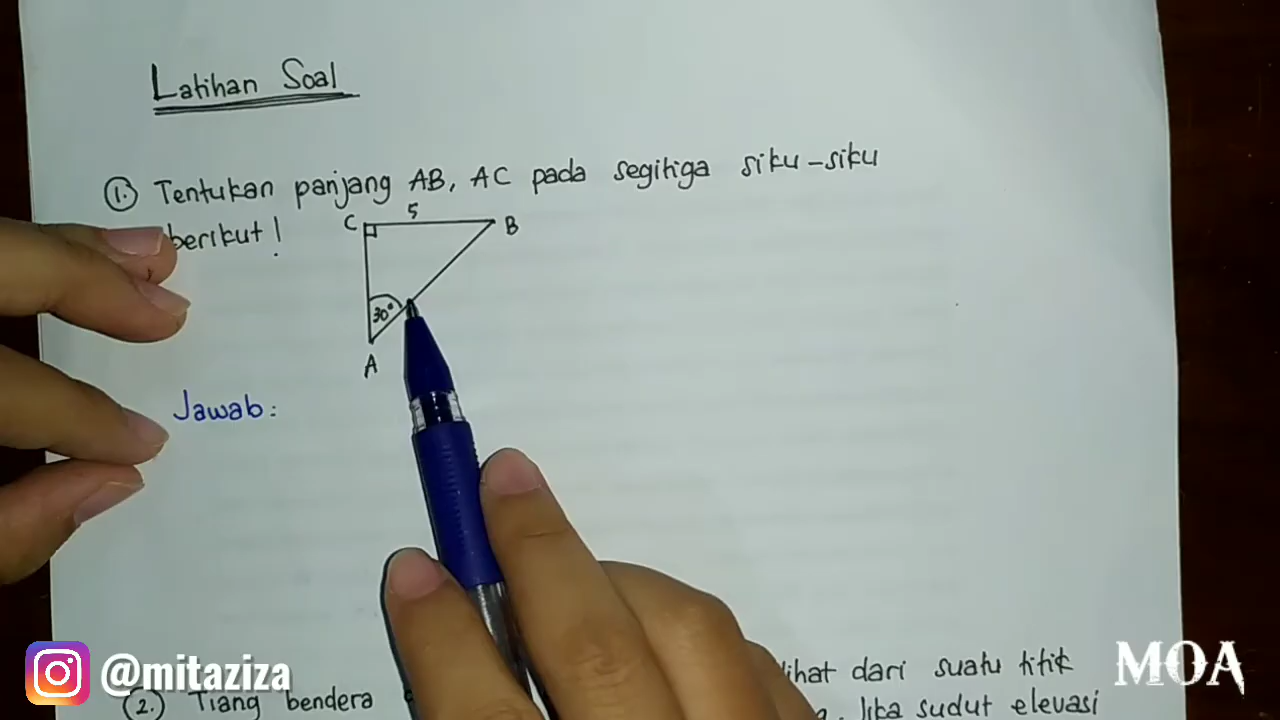 Latihan Soal
1. Tentukan panjang AB, AC pada segitiga siku-siku
berikut!
C 5 B
30°
A
Jawab:
lihat dari suatu titik
2. Tiang bendera
Jika sudut elevasi
@mitaziza
MOA